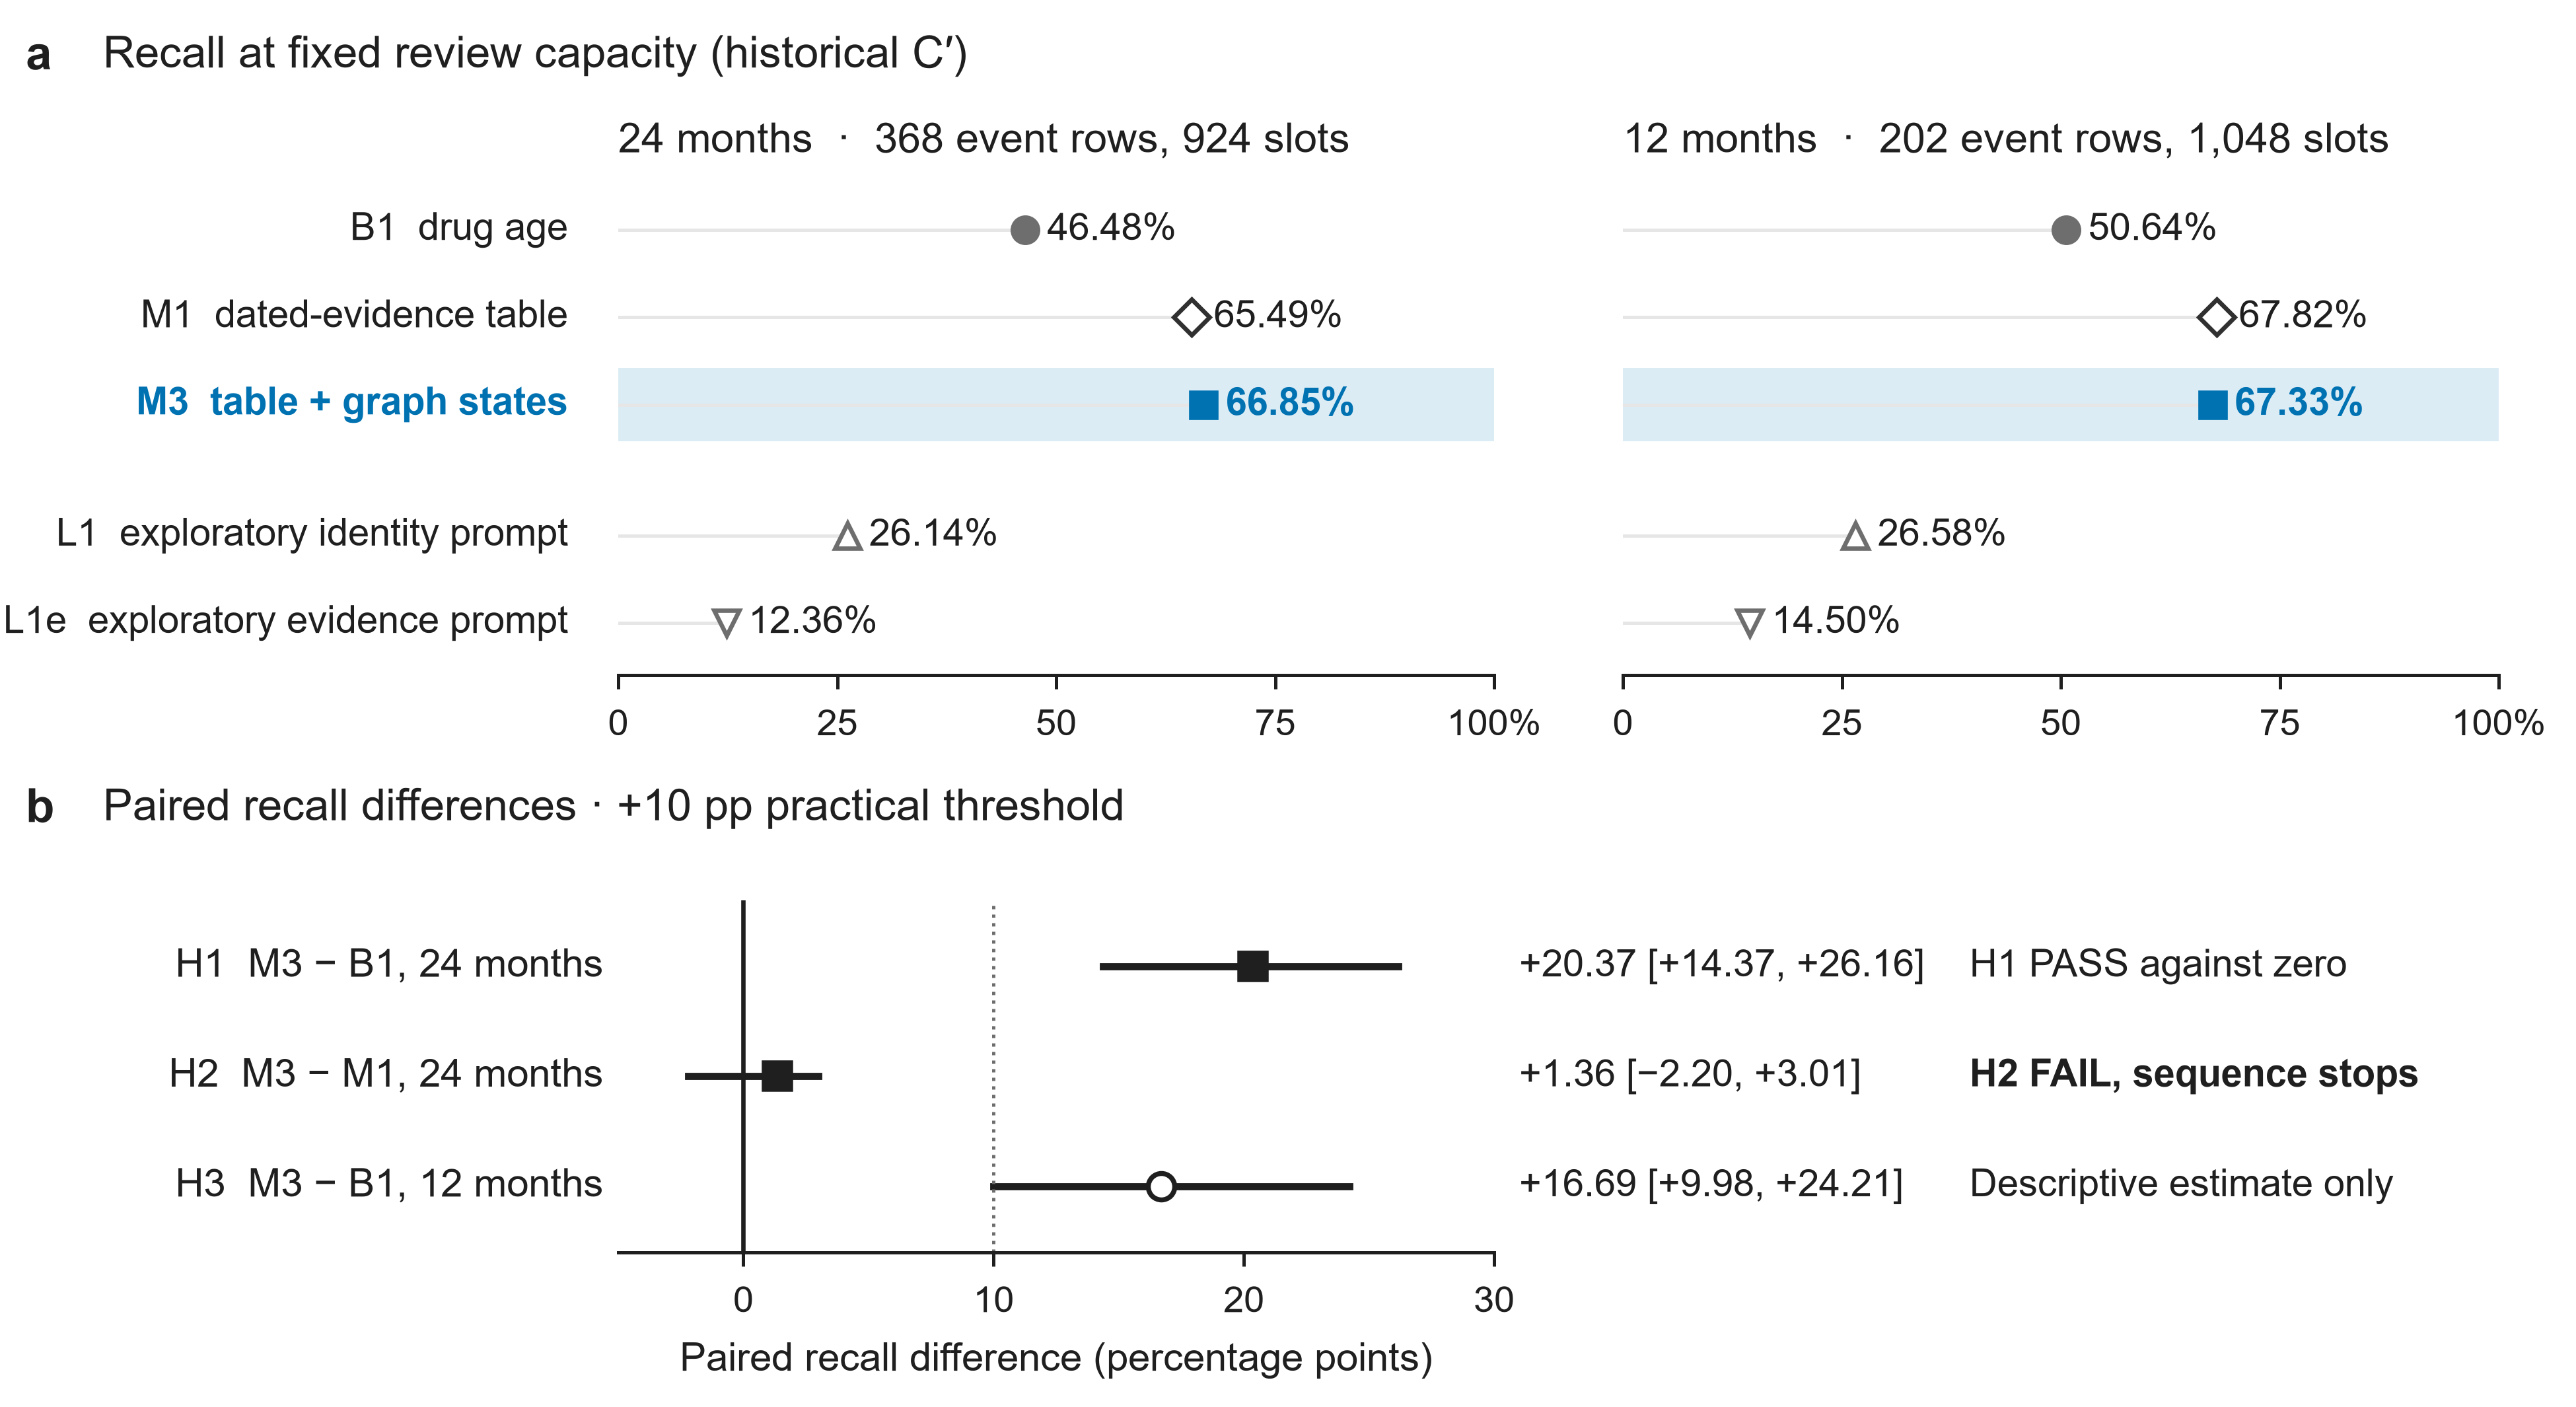 a Recall at fixed review capacity (historical C′)
24 months · 368 event rows, 924 slots
12 months · 202 event rows, 1,048 slots
B1 drug age 46.48% 50.64%
M1 dated-evidence table 65.49% 67.82%
M3 table + graph states 66.85% 67.33%
L1 exploratory identity prompt 26.14% 26.58%
L1e exploratory evidence prompt 12.36% 14.50%
0 25 50 75 100% 0 25 50 75 100%
b Paired recall differences · +10 pp practical threshold
H1 M3 − B1, 24 months +20.37 [+14.37, +26.16] H1 PASS against zero
H2 M3 − M1, 24 months +1.36 [−2.20, +3.01] H2 FAIL, sequence stops
H3 M3 − B1, 12 months +16.69 [+9.98, +24.21] Descriptive estimate only
0 10 20 30
Paired recall difference (percentage points)